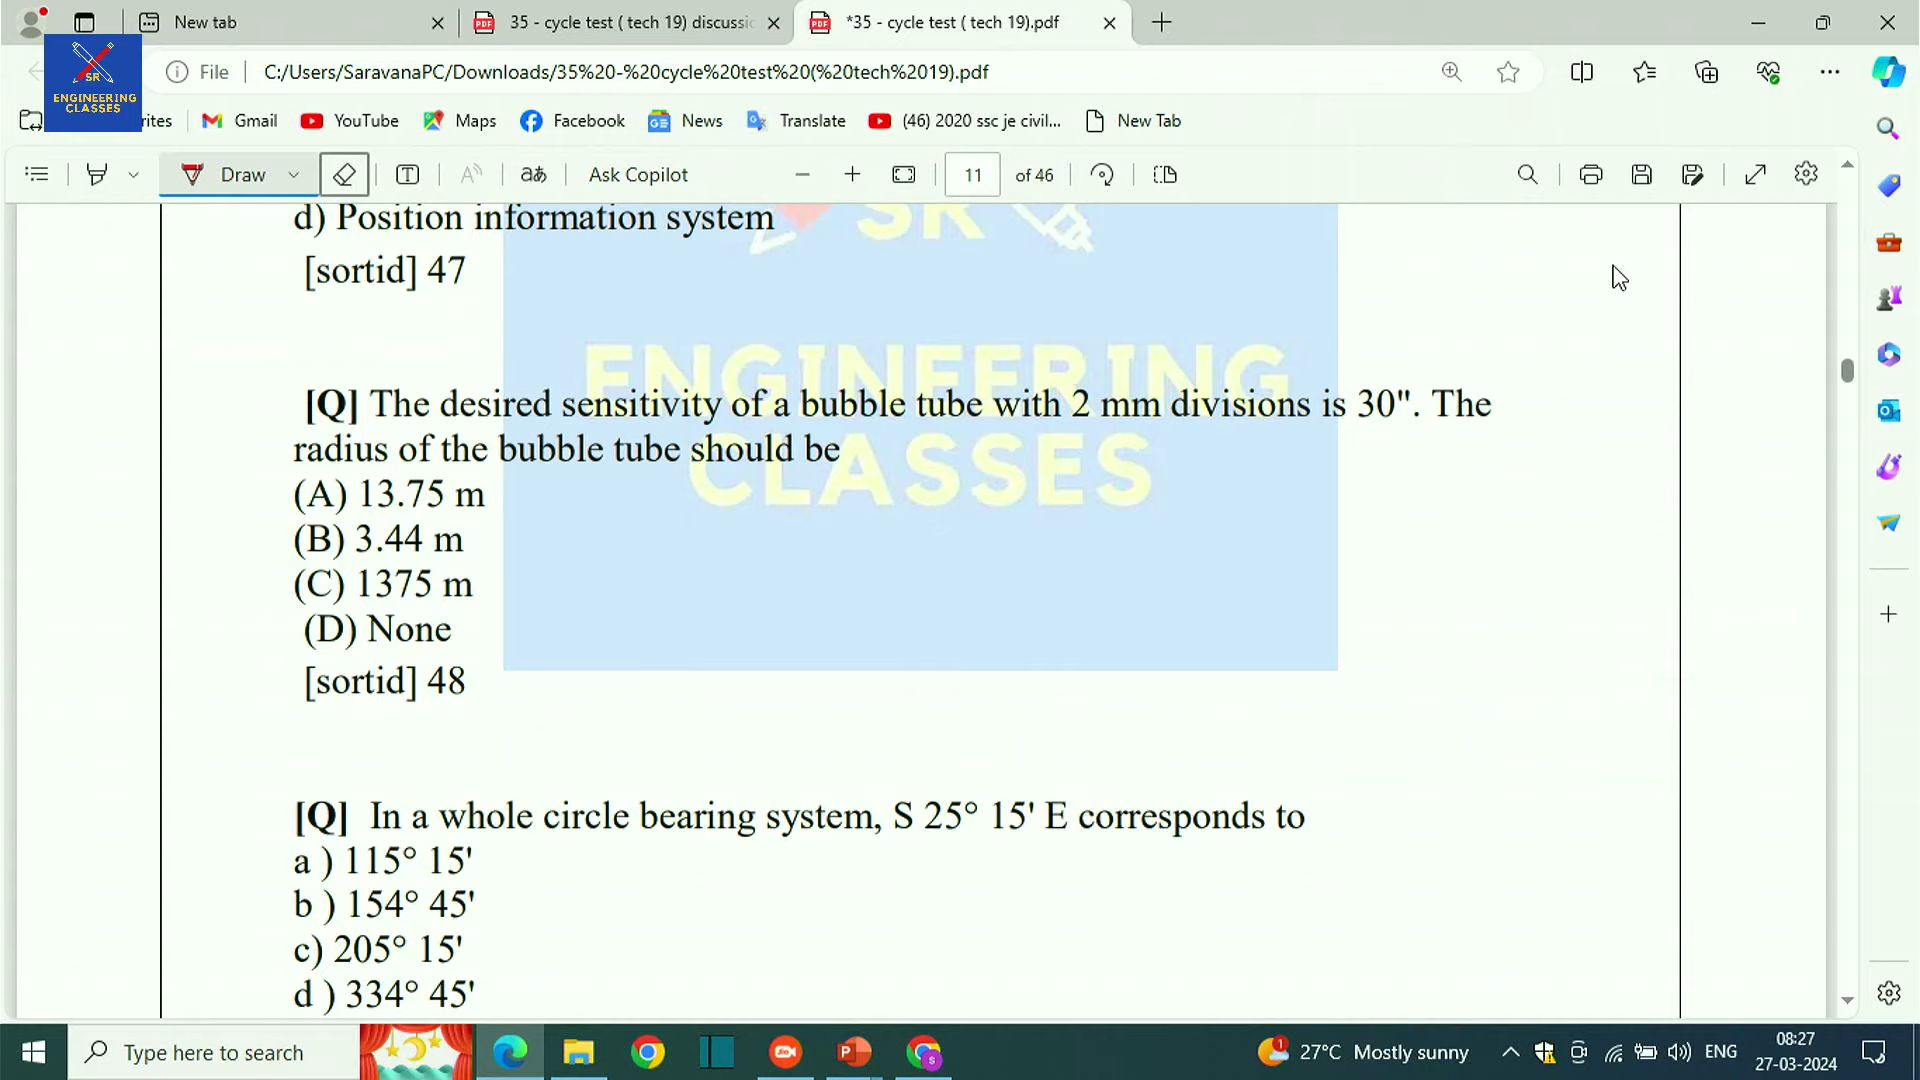 New tab
35 - cycle test ( tech 19) discussic
*35 - cycle test ( tech 19).pdf
File
C:/Users/SaravanaPC/Downloads/35%20-%20cycle%20test%20(%20tech%2019).pdf
SR
ENGINEERING
CLASSES
rites
Gmail
YouTube
Maps
Facebook
News
Translate
(46) 2020 ssc je civil...
New Tab
Draw
Ask Copilot
11
of 46
d) Position information system
[sortid] 47
SR
ENGINEERING
CLASSES
[Q] The desired sensitivity of a bubble tube with 2 mm divisions is 30". The
radius of the bubble tube should be
(A) 13.75 m
(B) 3.44 m
(C) 1375 m
(D) None
[sortid] 48
[Q] In a whole circle bearing system, S 25° 15' E corresponds to
a ) 115° 15'
b ) 154° 45'
c) 205° 15'
d ) 334° 45'
Type here to search
27°C Mostly sunny
ENG
08:27
27-03-2024